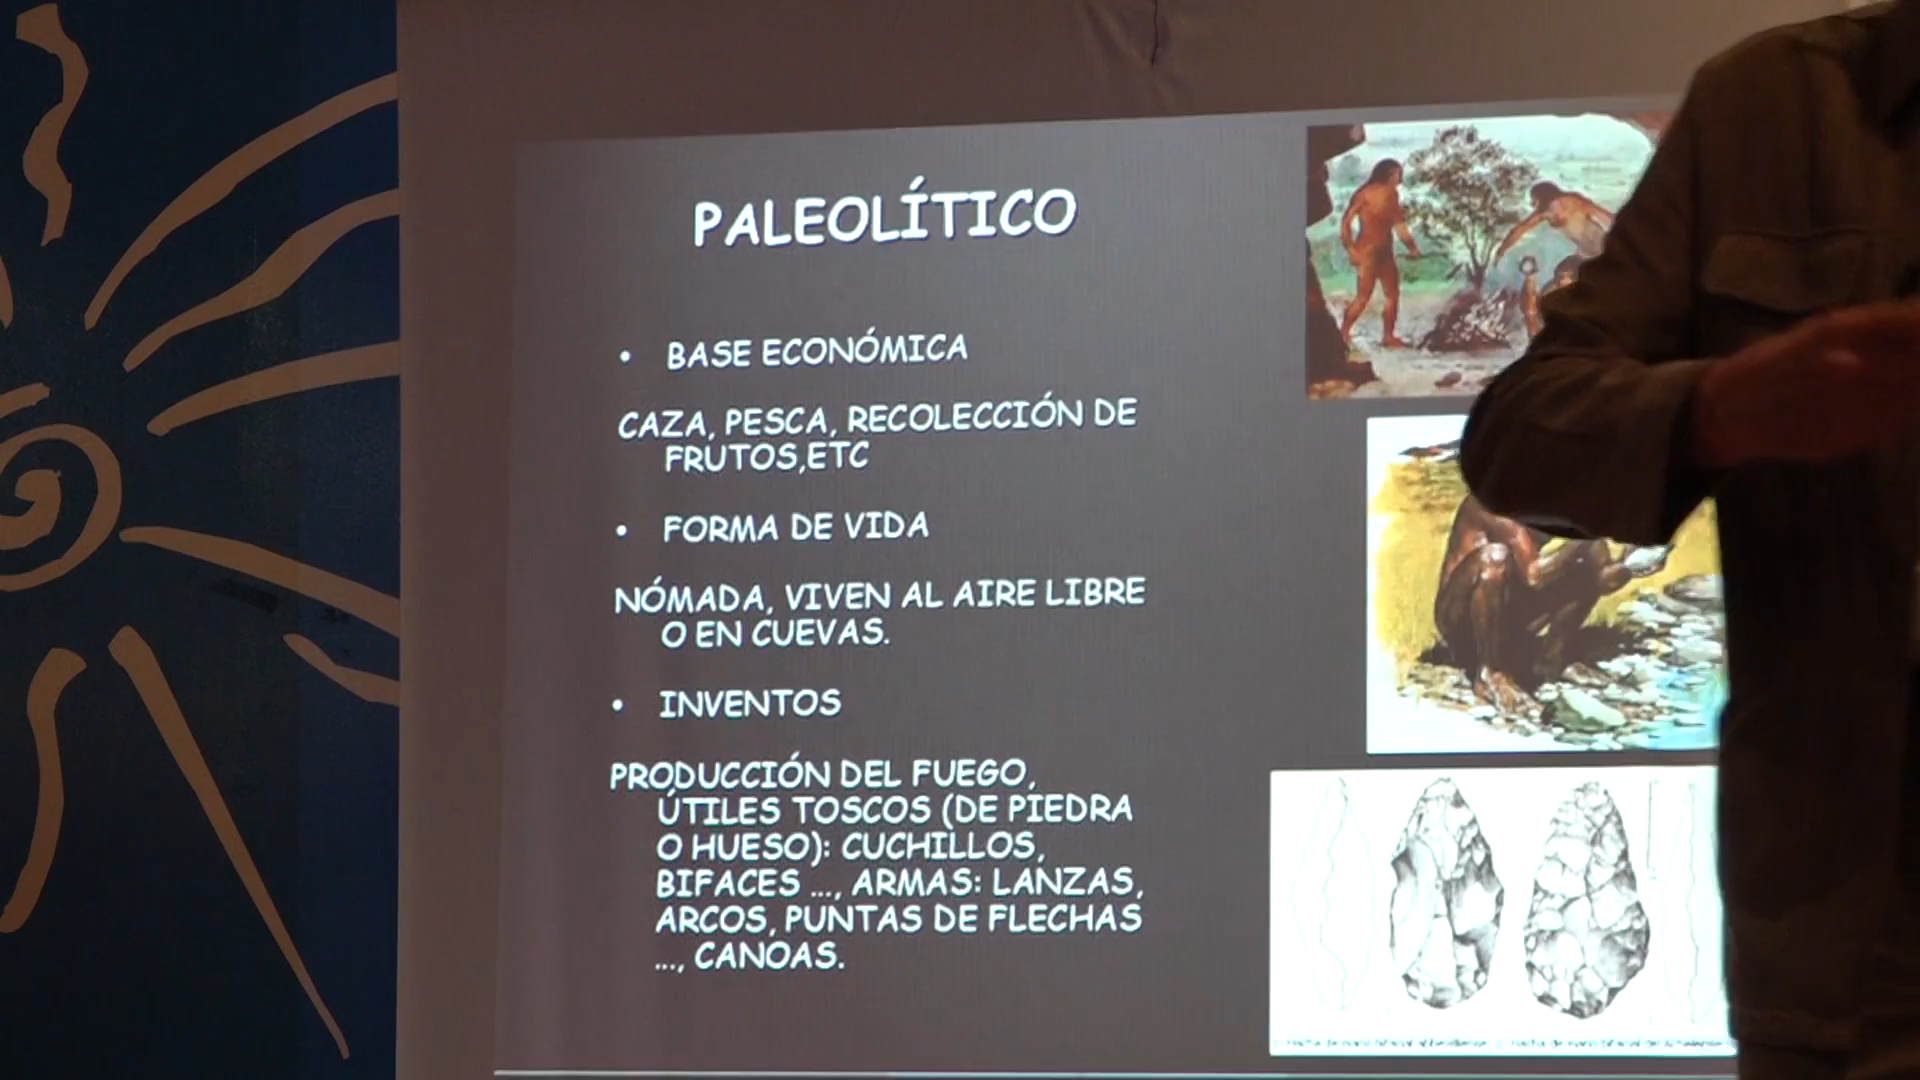 PALEOLÍTICO
• BASE ECONÓMICA
CAZA, PESCA, RECOLECCIÓN DE
FRUTOS,ETC
• FORMA DE VIDA
NÓMADA, VIVEN AL AIRE LIBRE
O EN CUEVAS.
• INVENTOS
PRODUCCIÓN DEL FUEGO,
ÚTILES TOSCOS (DE PIEDRA
O HUESO): CUCHILLOS,
BIFACES ..., ARMAS: LANZAS,
ARCOS, PUNTAS DE FLECHAS
..., CANOAS.